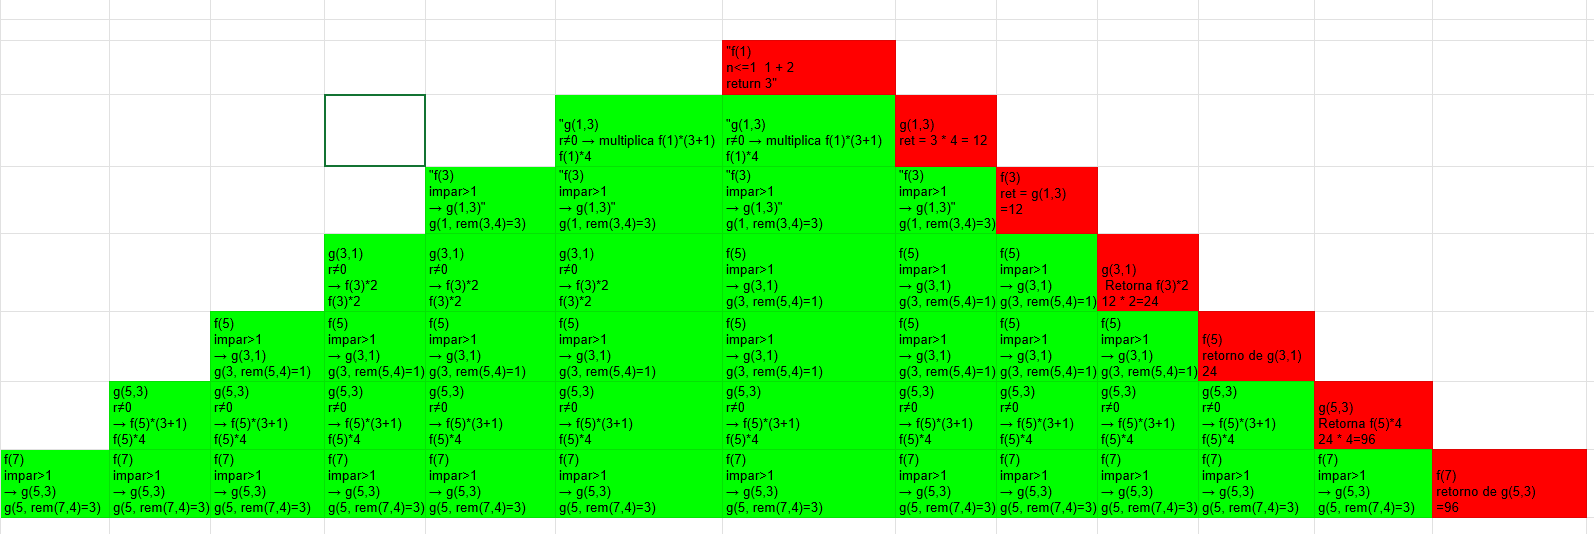 "f(1)
n<=1  1 + 2
return 3"
"g(1,3)
r≠0 → multiplica f(1)*(3+1)
f(1)*4
"g(1,3)
r≠0 → multiplica f(1)*(3+1)
f(1)*4
g(1,3)
ret = 3 * 4 = 12
"f(3)
impar>1
→ g(1,3)"
g(1, rem(3,4)=3)
"f(3)
impar>1
→ g(1,3)"
g(1, rem(3,4)=3)
"f(3)
impar>1
→ g(1,3)"
g(1, rem(3,4)=3)
"f(3)
impar>1
→ g(1,3)"
g(1, rem(3,4)=3)
f(3)
ret = g(1,3)
=12
g(3,1)
r≠0
→ f(3)*2
f(3)*2
g(3,1)
r≠0
→ f(3)*2
f(3)*2
g(3,1)
r≠0
→ f(3)*2
f(3)*2
f(5)
impar>1
→ g(3,1)
g(3, rem(5,4)=1)
f(5)
impar>1
→ g(3,1)
g(3, rem(5,4)=1)
f(5)
impar>1
→ g(3,1)
g(3, rem(5,4)=1)
g(3,1)
Retorna f(3)*2
12 * 2=24
f(5)
impar>1
→ g(3,1)
g(3, rem(5,4)=1)
f(5)
impar>1
→ g(3,1)
g(3, rem(5,4)=1)
f(5)
impar>1
→ g(3,1)
g(3, rem(5,4)=1)
f(5)
impar>1
→ g(3,1)
g(3, rem(5,4)=1)
f(5)
impar>1
→ g(3,1)
g(3, rem(5,4)=1)
f(5)
impar>1
→ g(3,1)
g(3, rem(5,4)=1)
f(5)
impar>1
→ g(3,1)
g(3, rem(5,4)=1)
f(5)
impar>1
→ g(3,1)
g(3, rem(5,4)=1)
f(5)
retorno de g(3,1)
24
g(5,3)
r≠0
→ f(5)*(3+1)
f(5)*4
g(5,3)
r≠0
→ f(5)*(3+1)
f(5)*4
g(5,3)
r≠0
→ f(5)*(3+1)
f(5)*4
g(5,3)
r≠0
→ f(5)*(3+1)
f(5)*4
g(5,3)
r≠0
→ f(5)*(3+1)
f(5)*4
g(5,3)
r≠0
→ f(5)*(3+1)
f(5)*4
g(5,3)
r≠0
→ f(5)*(3+1)
f(5)*4
g(5,3)
r≠0
→ f(5)*(3+1)
f(5)*4
g(5,3)
r≠0
→ f(5)*(3+1)
f(5)*4
g(5,3)
r≠0
→ f(5)*(3+1)
f(5)*4
g(5,3)
Retorna f(5)*4
24 * 4=96
f(7)
impar>1
→ g(5,3)
g(5, rem(7,4)=3)
f(7)
impar>1
→ g(5,3)
g(5, rem(7,4)=3)
f(7)
impar>1
→ g(5,3)
g(5, rem(7,4)=3)
f(7)
impar>1
→ g(5,3)
g(5, rem(7,4)=3)
f(7)
impar>1
→ g(5,3)
g(5, rem(7,4)=3)
f(7)
impar>1
→ g(5,3)
g(5, rem(7,4)=3)
f(7)
impar>1
→ g(5,3)
g(5, rem(7,4)=3)
f(7)
impar>1
→ g(5,3)
g(5, rem(7,4)=3)
f(7)
impar>1
→ g(5,3)
g(5, rem(7,4)=3)
f(7)
impar>1
→ g(5,3)
g(5, rem(7,4)=3)
f(7)
impar>1
→ g(5,3)
g(5, rem(7,4)=3)
f(7)
impar>1
→ g(5,3)
g(5, rem(7,4)=3)
f(7)
retorno de g(5,3)
=96